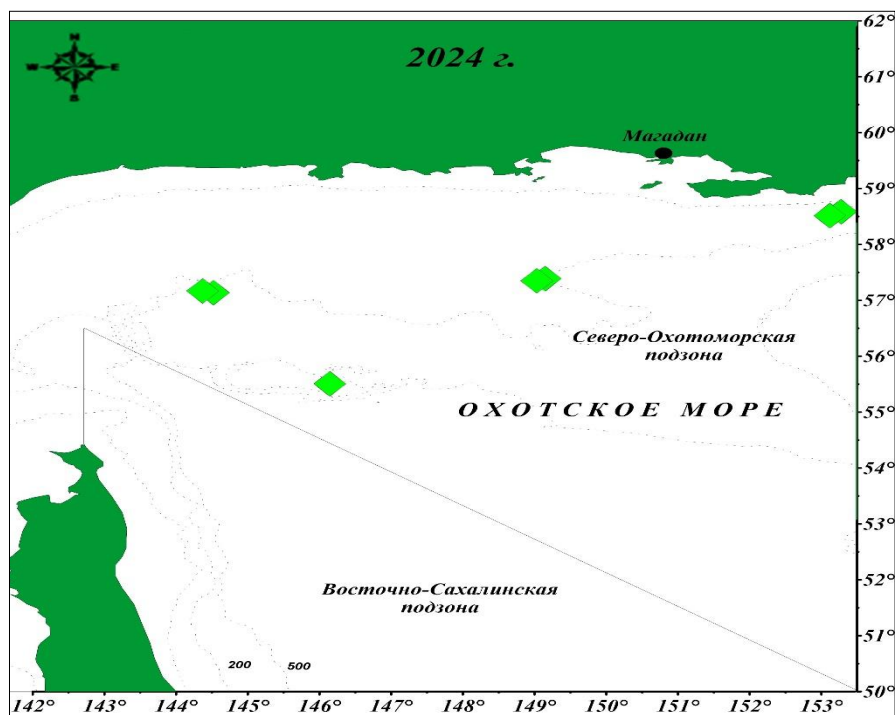 62°
N
W E
S
2024 г.
61°
60°
Магадан
59°
58°
57°
Северо-Охотоморская
подзона
56°
ОХОТСКОЕ МОРЕ
55°
54°
53°
52°
Восточно-Сахалинская
подзона
51°
200 500
50°
142° 143° 144° 145° 146° 147° 148° 149° 150° 151° 152° 153°